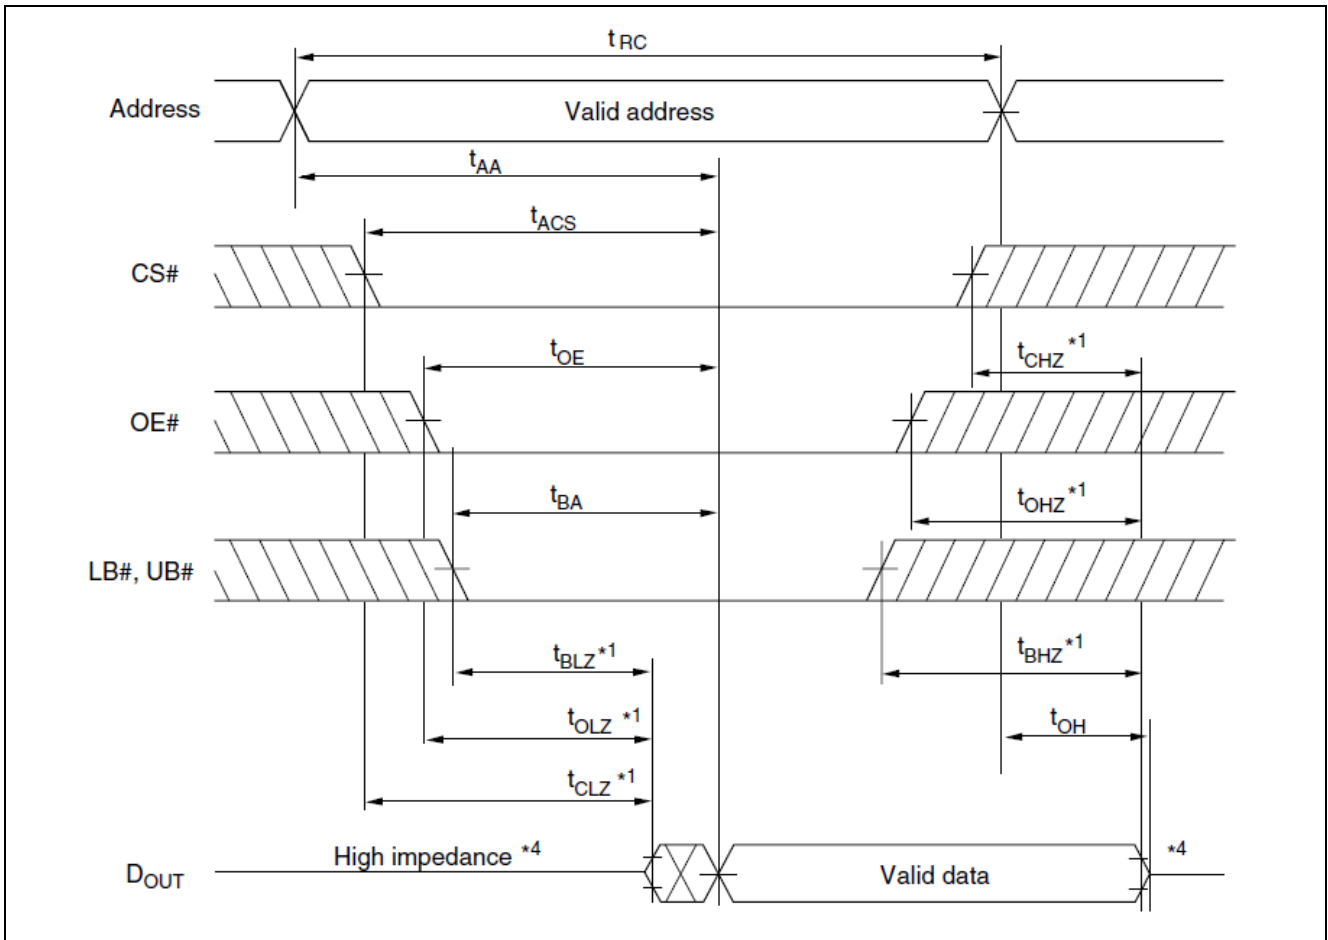 tRC
Address
Valid address
tAA
tACS
CS#
tOE
tCHZ *1
OE#
tBA
tOHZ *1
LB#, UB#
tBLZ *1
tBHZ *1
tOLZ *1
tOH
tCLZ *1
High impedance *4
*4
DOUT
Valid data